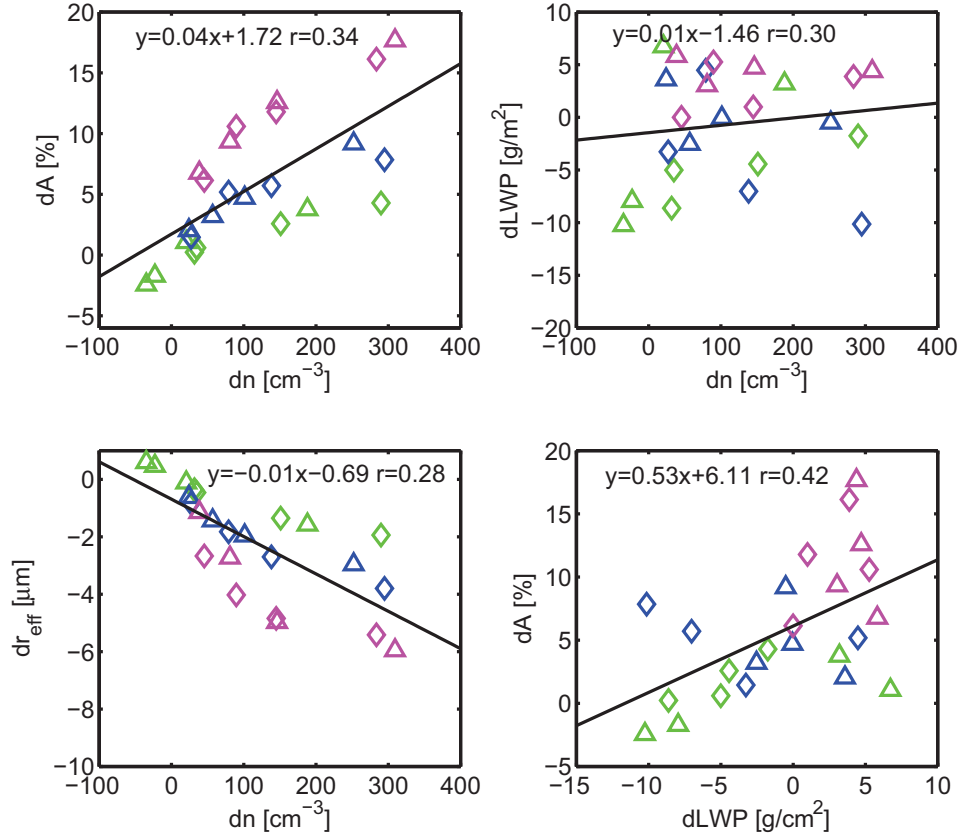 20
15
10
5
0
−5
dA [%]
y=0.04x+1.72 r=0.34
−100 0 100 200 300 400
dn [cm⁻³]
10
5
0
−5
−10
−15
−20
dLWP [g/m²]
y=0.01x−1.46 r=0.30
−100 0 100 200 300 400
dn [cm⁻³]
0
−2
−4
−6
−8
−10
dr_eff [µm]
y=−0.01x−0.69 r=0.28
−100 0 100 200 300 400
dn [cm⁻³]
20
15
10
5
0
−5
dA [%]
y=0.53x+6.11 r=0.42
−15 −10 −5 0 5 10
dLWP [g/cm²]